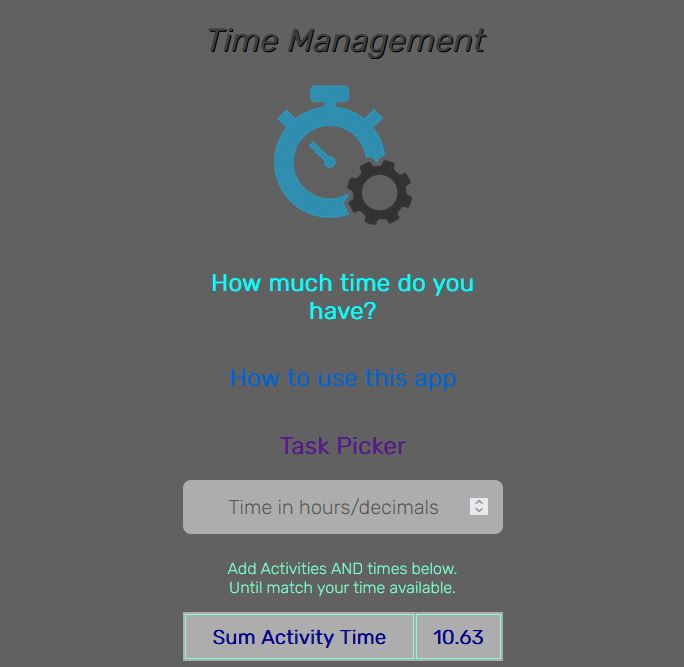 Time Management
How much time do you
have?
How to use this app
Task Picker
Time in hours/decimals
Add Activities AND times below.
Until match your time available.
Sum Activity Time 10.63